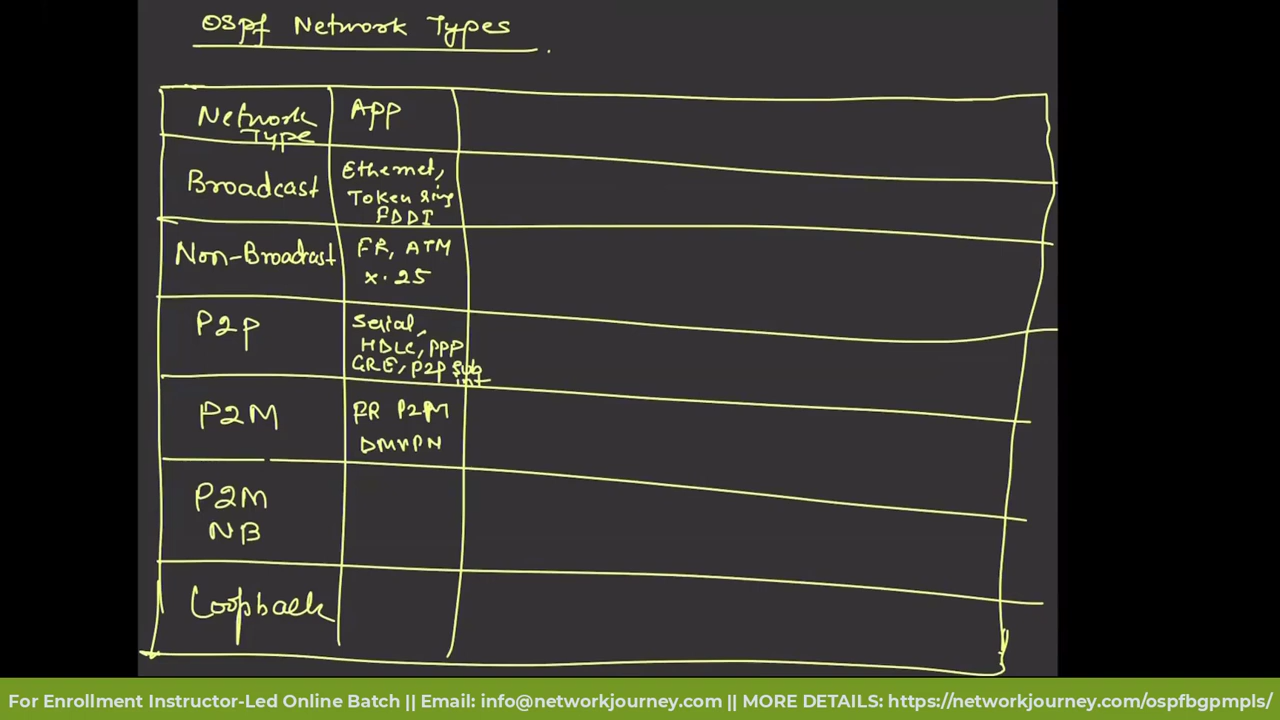 OSpf Network Types
Network
Type
App
Broadcast
Ethernet,
Token ring
FDDI
Non-Broadcast
FR, ATM
X.25
P2P
Serial,
HDLC, PPP
GRE, P2P Sub
int
P2M
FR P2M
DMVPN
P2M
NB
Loopback
For Enrollment Instructor-Led Online Batch || Email: info@networkjourney.com || MORE DETAILS: https://networkjourney.com/ospfbgpmpls/